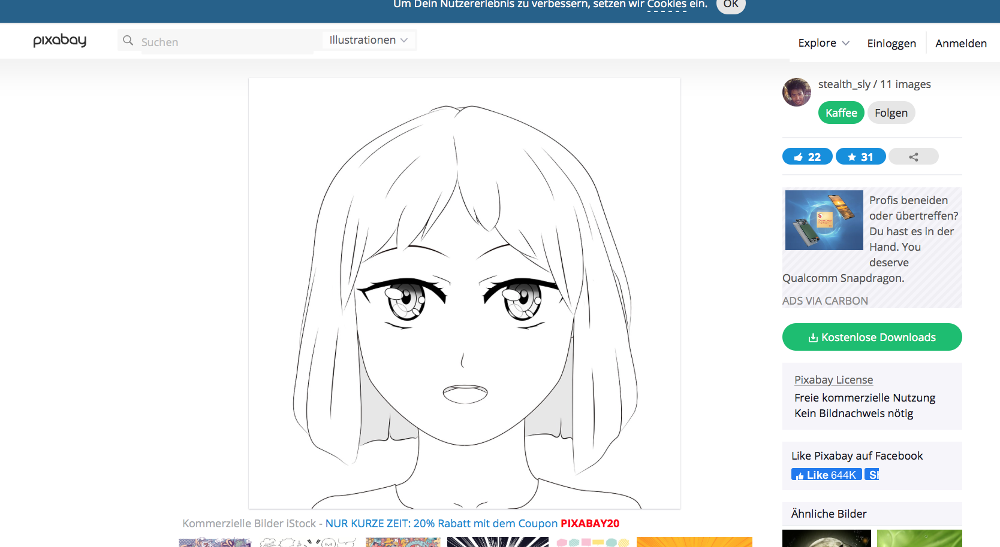 Um Dein Nutzererlebnis zu verbessern, setzen wir Cookies ein. OK
pixabay
Suchen
Illustrationen
Explore
Einloggen
Anmelden
stealth_sly / 11 images
Kaffee
Folgen
22
31
Profis beneiden
oder übertreffen?
Du hast es in der
Hand. You
deserve
Qualcomm Snapdragon.
ADS VIA CARBON
Kostenlose Downloads
Pixabay License
Freie kommerzielle Nutzung
Kein Bildnachweis nötig
Like Pixabay auf Facebook
Like 644K
Ähnliche Bilder
Kommerzielle Bilder iStock - NUR KURZE ZEIT: 20% Rabatt mit dem Coupon PIXABAY20